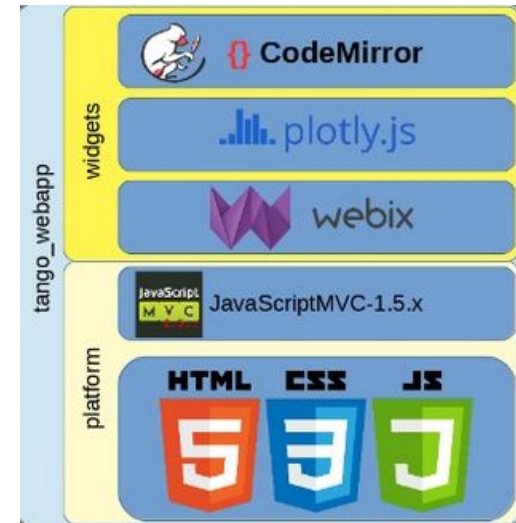 tango_webapp
widgets
{} CodeMirror
plotly.js
webix
platform
JavaScript
M V C
JavaScriptMVC-1.5.x
HTML CSS JS
5 3 J